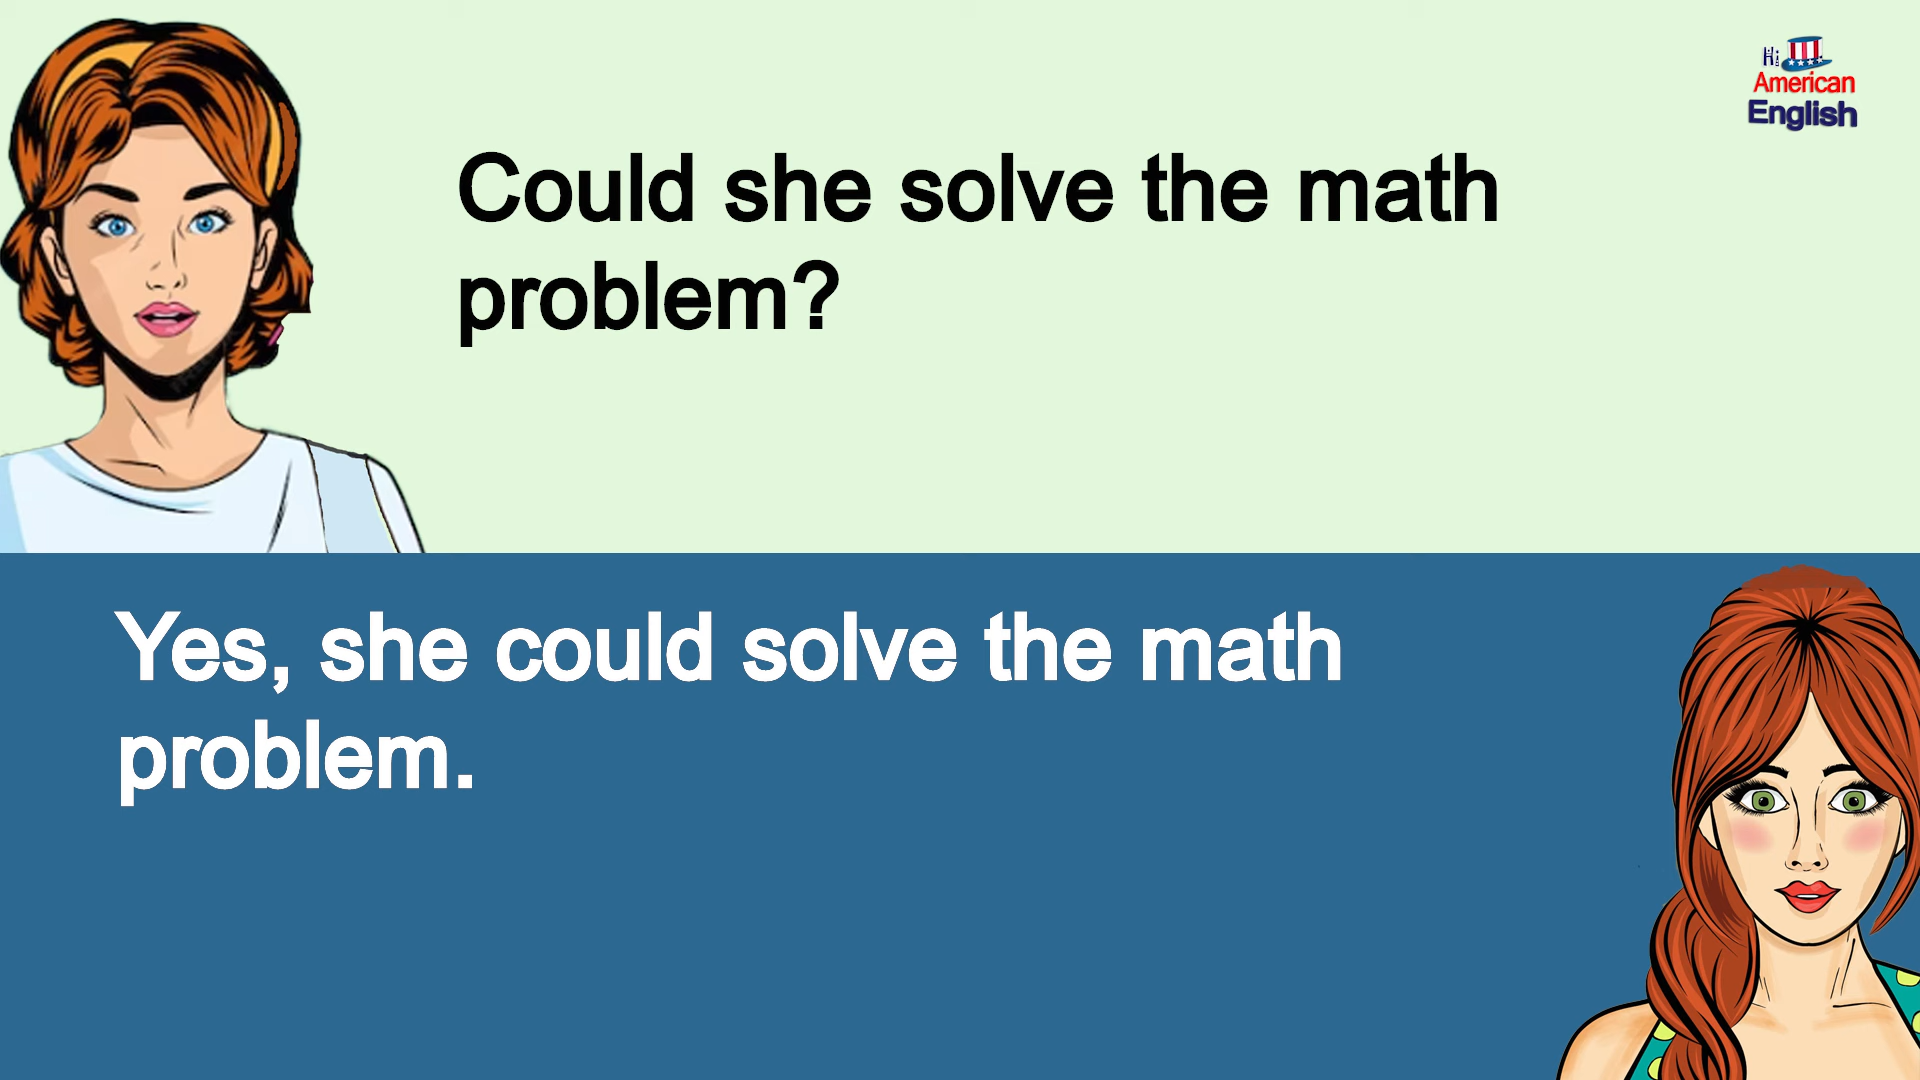 Hi
American
English
Could she solve the math
problem?
Yes, she could solve the math
problem.